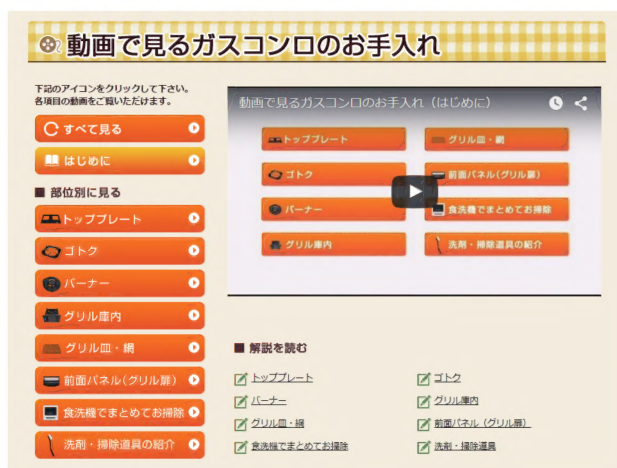 動画で見るガスコンロのお手入れ
下記のアイコンをクリックして下さい。
各項目の動画をご覧いただけます。
すべて見る
はじめに
■ 部位別に見る
トッププレート
ゴトク
バーナー
グリル庫内
グリル皿・網
前面パネル(グリル扉)
食洗機でまとめてお掃除
洗剤・掃除道具の紹介
動画で見るガスコンロのお手入れ(はじめに)
トッププレート
グリル皿・網
ゴトク
前面パネル(グリル扉)
バーナー
食洗機でまとめてお掃除
グリル庫内
洗剤・掃除道具の紹介
■ 解説を読む
トッププレート
ゴトク
バーナー
グリル庫内
グリル皿・網
前面パネル(グリル扉)
食洗機でまとめてお掃除
洗剤・掃除道具